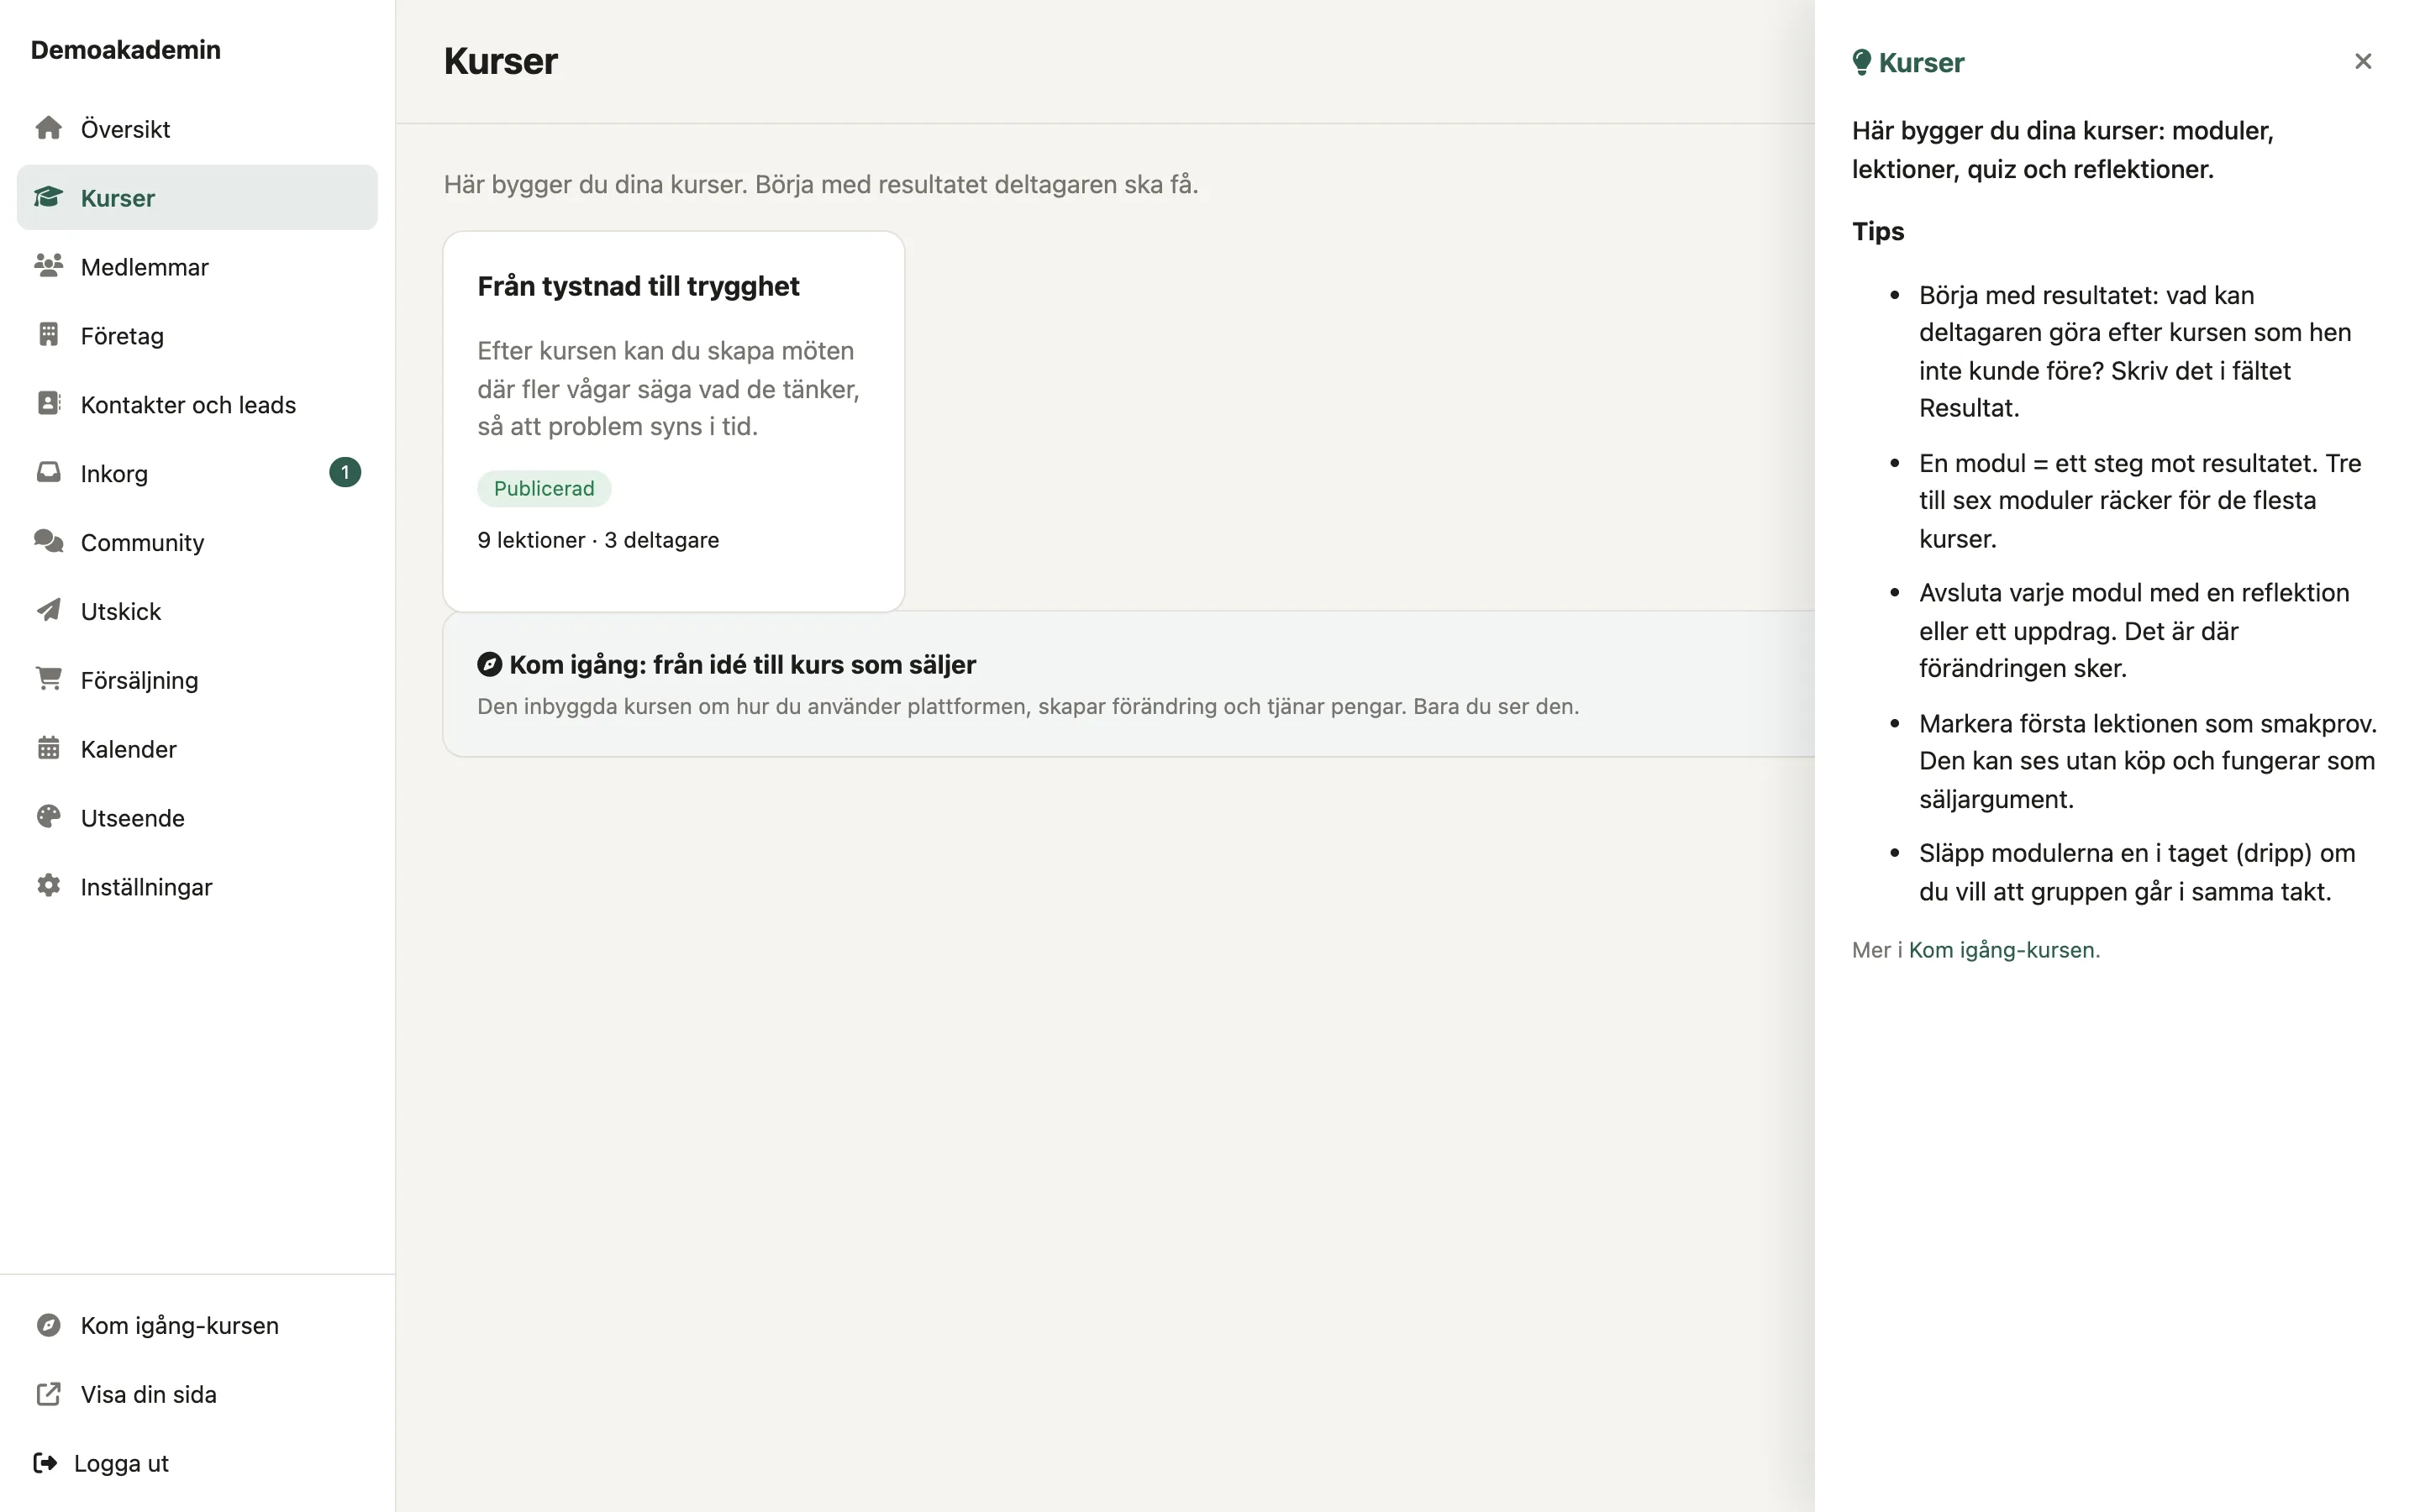 Demoakademin
Översikt
Kurser
Medlemmar
Företag
Kontakter och leads
Inkorg
1
Community
Utskick
Försäljning
Kalender
Utseende
Inställningar
Kom igång-kursen
Visa din sida
Logga ut
Kurser
Här bygger du dina kurser. Börja med resultatet deltagaren ska få.
Från tystnad till trygghet
Efter kursen kan du skapa möten
där fler vågar säga vad de tänker,
så att problem syns i tid.
Publicerad
9 lektioner · 3 deltagare
Kom igång: från idé till kurs som säljer
Den inbyggda kursen om hur du använder plattformen, skapar förändring och tjänar pengar. Bara du ser den.
Kurser
Här bygger du dina kurser: moduler,
lektioner, quiz och reflektioner.
Tips
• Börja med resultatet: vad kan
deltagaren göra efter kursen som hen
inte kunde före? Skriv det i fältet
Resultat.
• En modul = ett steg mot resultatet. Tre
till sex moduler räcker för de flesta
kurser.
• Avsluta varje modul med en reflektion
eller ett uppdrag. Det är där
förändringen sker.
• Markera första lektionen som smakprov.
Den kan ses utan köp och fungerar som
säljargument.
• Släpp modulerna en i taget (dripp) om
du vill att gruppen går i samma takt.
Mer i Kom igång-kursen.